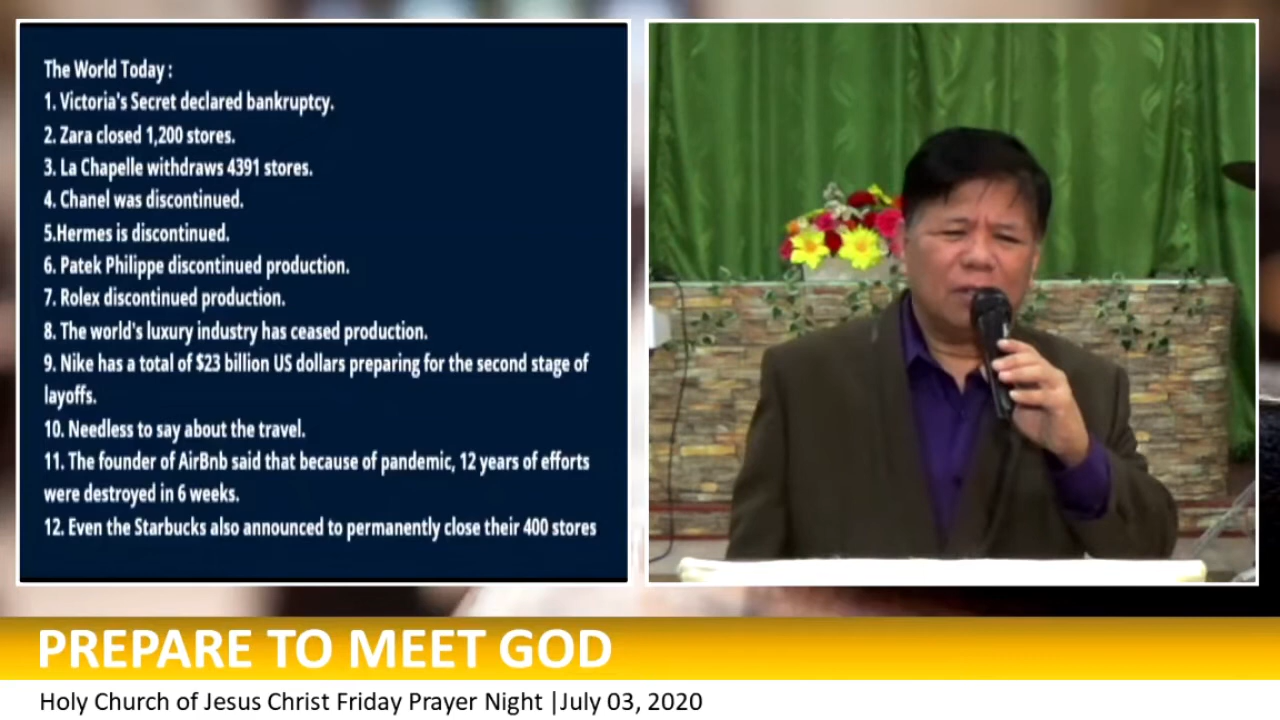 The World Today :
1. Victoria's Secret declared bankruptcy.
2. Zara closed 1,200 stores.
3. La Chapelle withdraws 4391 stores.
4. Chanel was discontinued.
5.Hermes is discontinued.
6. Patek Philippe discontinued production.
7. Rolex discontinued production.
8. The world's luxury industry has ceased production.
9. Nike has a total of $23 billion US dollars preparing for the second stage of
layoffs.
10. Needless to say about the travel.
11. The founder of AirBnb said that because of pandemic, 12 years of efforts
were destroyed in 6 weeks.
12. Even the Starbucks also announced to permanently close their 400 stores
PREPARE TO MEET GOD
Holy Church of Jesus Christ Friday Prayer Night |July 03, 2020